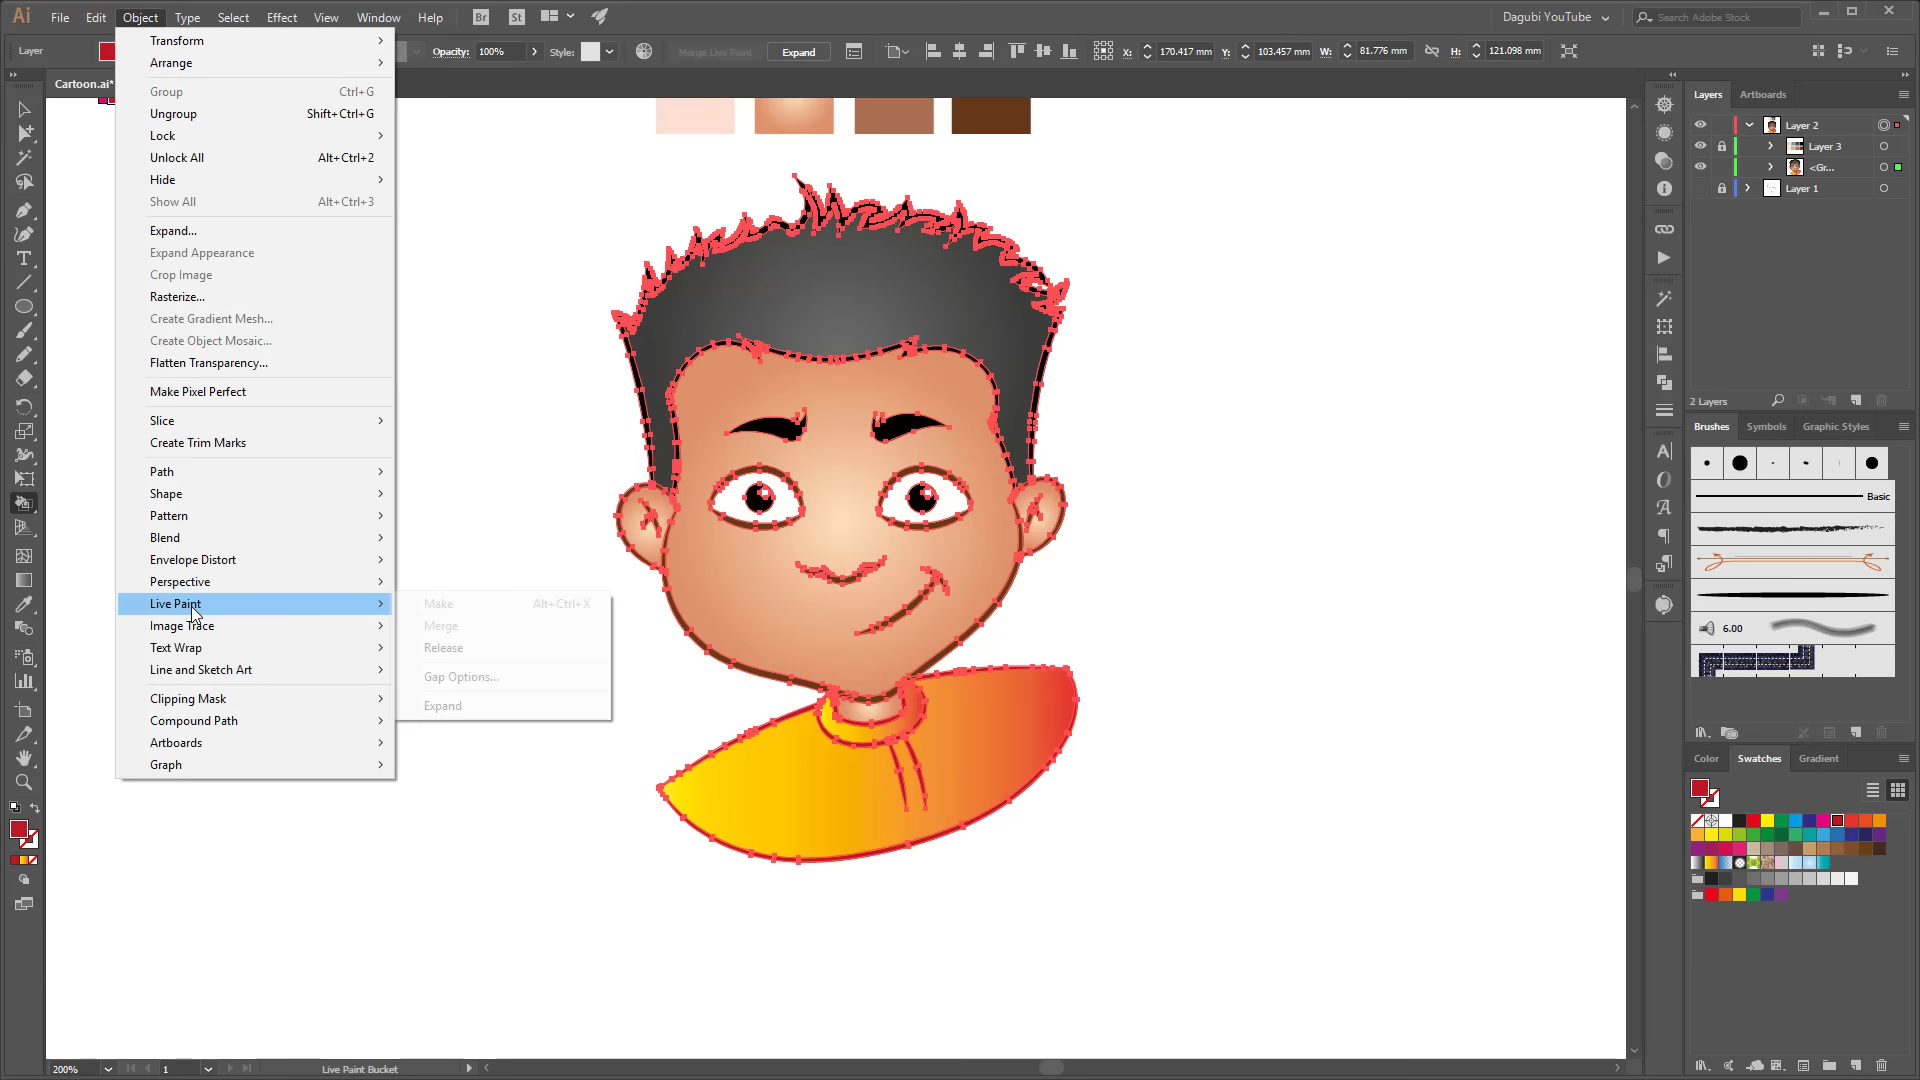 Ai File Edit Object Type Select Effect View Window Help Br St Dagubi YouTube Search Adobe Stock
Layer Opacity: 100% Style: Merge Live Paint Expand X: 170.417 mm Y: 103.457 mm W: 81.776 mm H: 121.098 mm
Cartoon.ai*
Transform
Arrange
Group Ctrl+G
Ungroup Shift+Ctrl+G
Lock
Unlock All Alt+Ctrl+2
Hide
Show All Alt+Ctrl+3
Expand...
Expand Appearance
Crop Image
Rasterize...
Create Gradient Mesh...
Create Object Mosaic...
Flatten Transparency...
Make Pixel Perfect
Slice
Create Trim Marks
Path
Shape
Pattern
Blend
Envelope Distort
Perspective
Live Paint
Image Trace
Text Wrap
Line and Sketch Art
Clipping Mask
Compound Path
Artboards
Graph
Make Alt+Ctrl+X
Merge
Release
Gap Options...
Expand
Layers Artboards
Layer 2
Layer 3
<Gr...
Layer 1
2 Layers
Brushes Symbols Graphic Styles
Basic
6.00
Color Swatches Gradient
200% 1 Live Paint Bucket